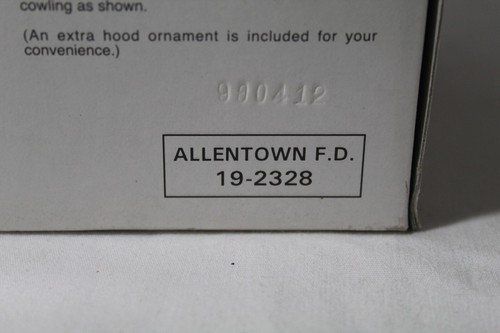 cowling as shown.
(An extra hood ornament is included for your
convenience.)
900412
ALLENTOWN F.D.
19-2328